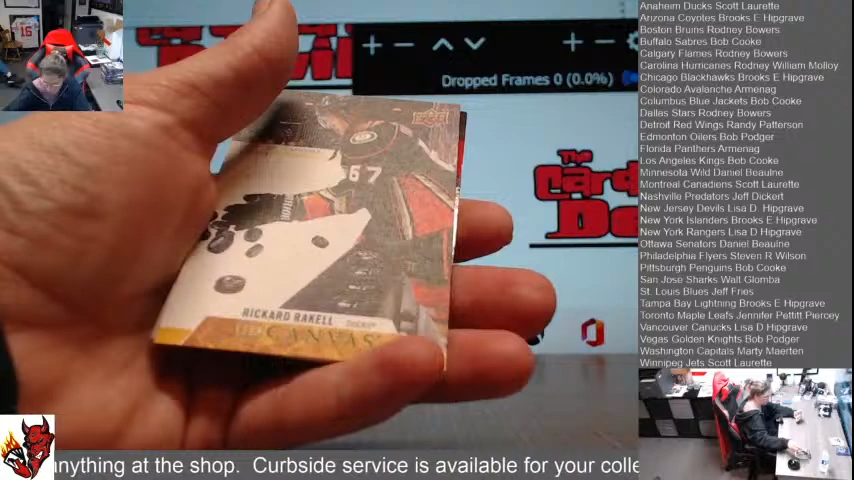 Dropped Frames 0 (0.0%)
The
Card
De
67
RICKARD RAKELL
DUCKS
UD CANVAS
16
nything at the shop.  Curbside service is available for your colle
Anaheim Ducks Scott Laurette
Arizona Coyotes Brooks E Hipgrave
Boston Bruins Rodney Bowers
Buffalo Sabres Bob Cooke
Calgary Flames Rodney Bowers
Carolina Hurricanes Rodney William Molloy
Chicago Blackhawks Brooks E Hipgrave
Colorado Avalanche Armenag
Columbus Blue Jackets Bob Cooke
Dallas Stars Rodney Bowers
Detroit Red Wings Randy Patterson
Edmonton Oilers Bob Podger
Florida Panthers Armenag
Los Angeles Kings Bob Cooke
Minnesota Wild Daniel Beaulne
Montreal Canadiens Scott Laurette
Nashville Predators Jeff Dickert
New Jersey Devils Lisa D. Hipgrave
New York Islanders Brooks E Hipgrave
New York Rangers Lisa D Hipgrave
Ottawa Senators Daniel Beaulne
Philadelphia Flyers Steven R Wilson
Pittsburgh Penguins Bob Cooke
San Jose Sharks Walt Glomba
St. Louis Blues Jeff Fries
Tampa Bay Lightning Brooks E Hipgrave
Toronto Maple Leafs Jennifer Pettitt Piercey
Vancouver Canucks Lisa D Hipgrave
Vegas Golden Knights Bob Podger
Washington Capitals Marty Maerten
Winnipeg Jets Scott Laurette